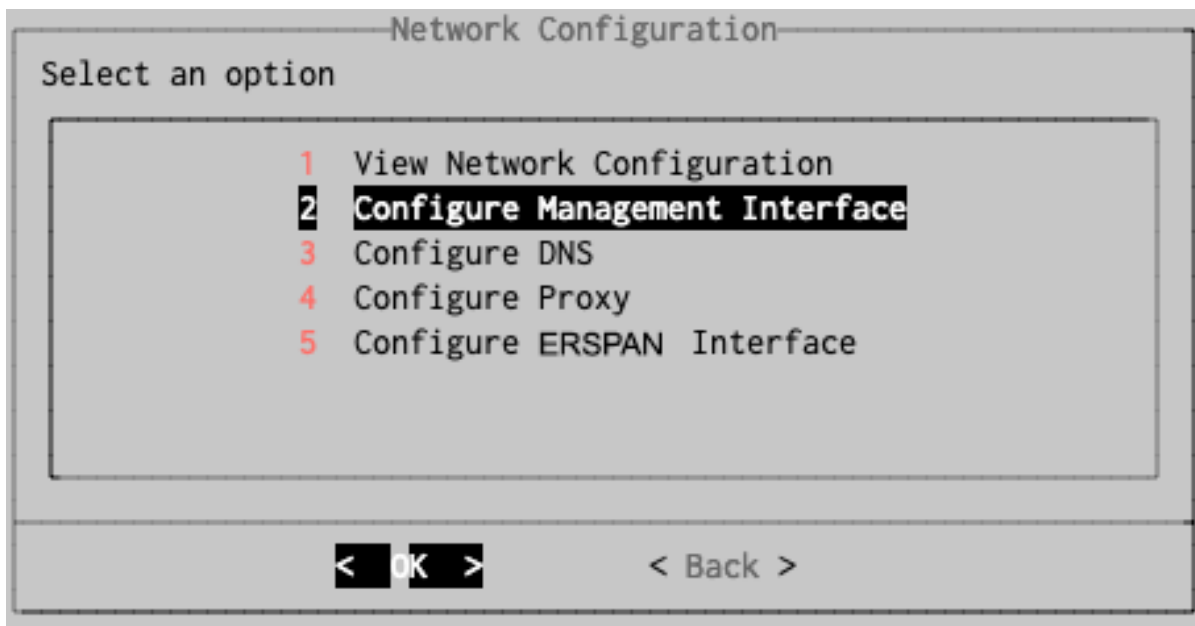 Network Configuration
Select an option
1 View Network Configuration
2 Configure Management Interface
3 Configure DNS
4 Configure Proxy
5 Configure ERSPAN Interface
< OK > < Back >